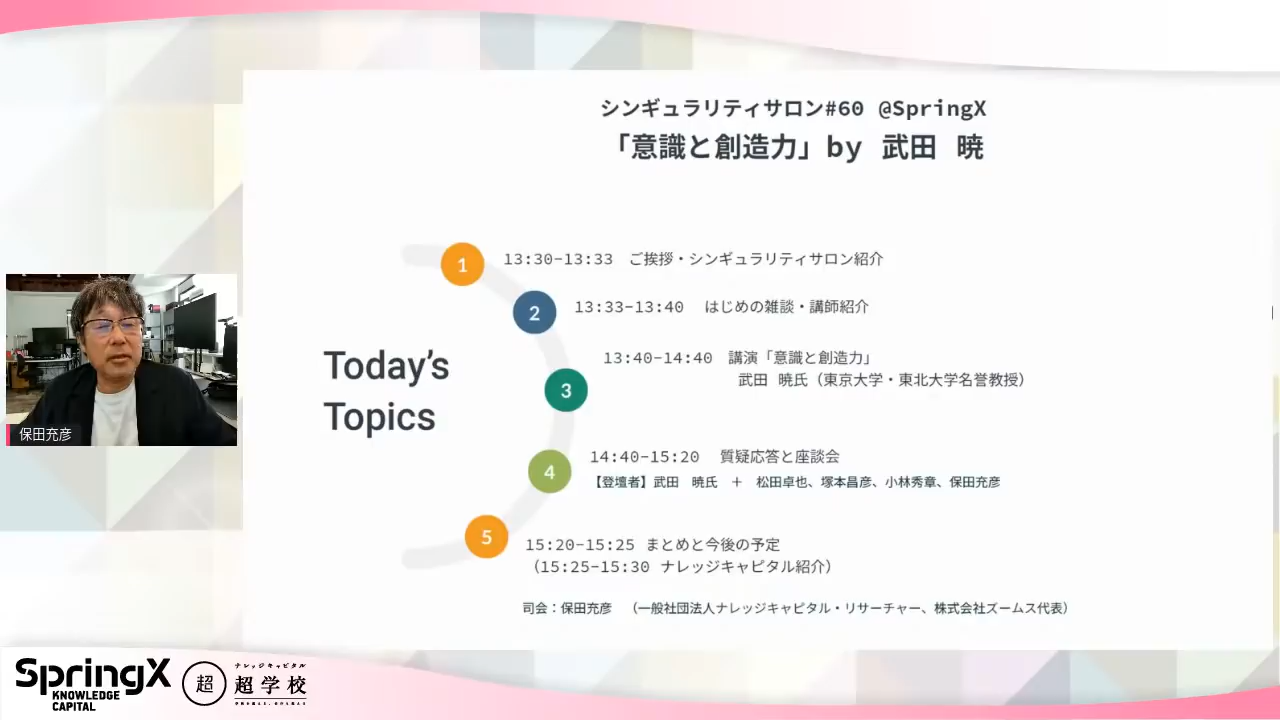 シンギュラリティサロン#60 @SpringX
「意識と創造力」by 武田 暁
Today's
Topics
1
13:30-13:33 ご挨拶・シンギュラリティサロン紹介
2
13:33-13:40 はじめの雑談・講師紹介
3
13:40-14:40 講演「意識と創造力」
武田 暁氏（東京大学・東北大学名誉教授）
4
14:40-15:20 質疑応答と座談会
【登壇者】武田 暁氏 ＋ 松田卓也、塚本昌彦、小林秀章、保田充彦
5
15:20-15:25 まとめと今後の予定
（15:25-15:30 ナレッジキャピタル紹介）
司会：保田充彦 （一般社団法人ナレッジキャピタル・リサーチャー、株式会社ズームス代表）
保田充彦
SpringX
KNOWLEDGE
CAPITAL
超
ナレッジキャピタル
超学校